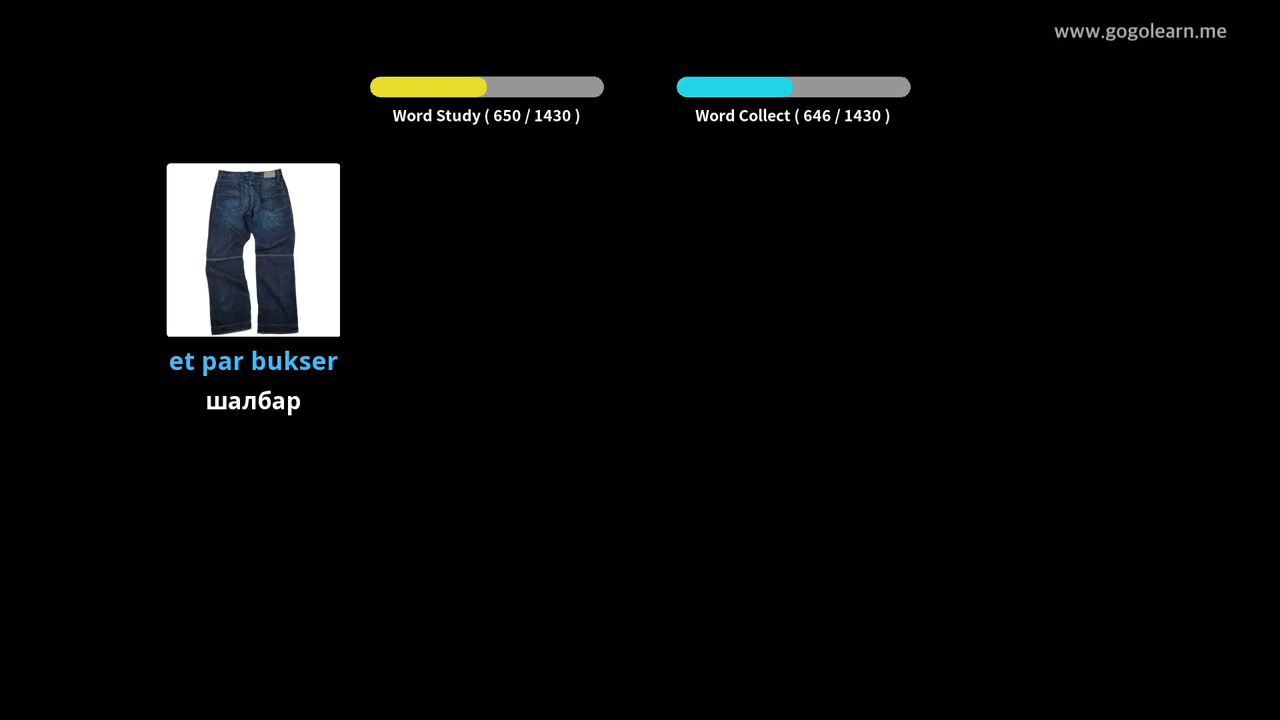 www.gogolearn.me
Word Study ( 650 / 1430 )
Word Collect ( 646 / 1430 )
et par bukser
шалбар